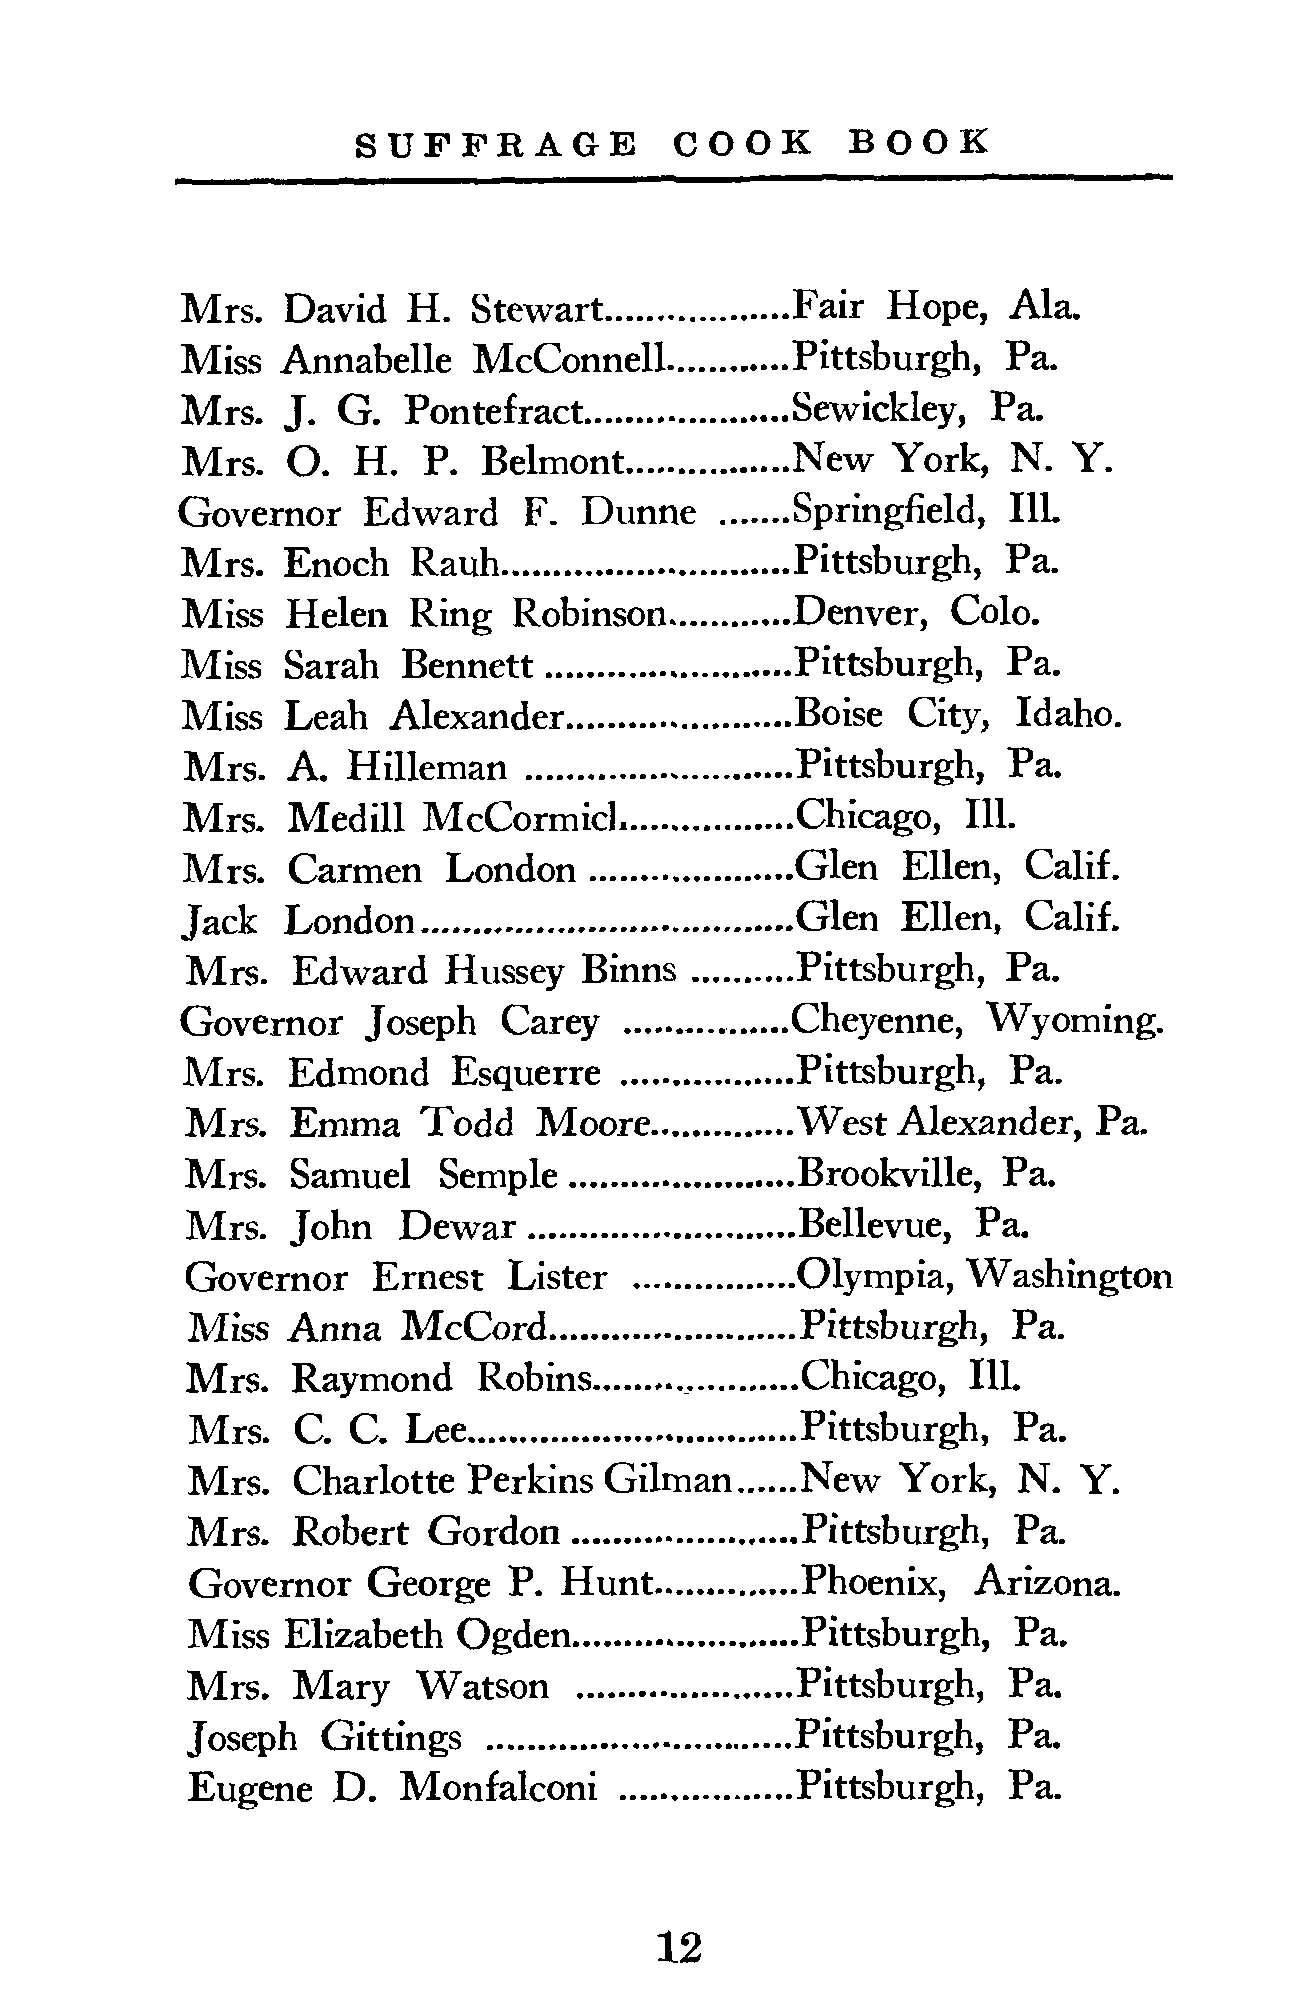 SUFFRAGE COOK BOOK
Mrs. David H. Stewart..................Fair Hope, Ala.
Miss Annabelle McConnell............Pittsburgh, Pa.
Mrs. J. G. Pontefract....................Sewickley, Pa.
Mrs. O. H. P. Belmont................New York, N. Y.
Governor Edward F. Dunne .......Springfield, Ill.
Mrs. Enoch Rauh............................Pittsburgh, Pa.
Miss Helen Ring Robinson............Denver, Colo.
Miss Sarah Bennett ........................Pittsburgh, Pa.
Miss Leah Alexander......................Boise City, Idaho.
Mrs. A. Hilleman ..........................Pittsburgh, Pa.
Mrs. Medill McCormick.................Chicago, Ill.
Mrs. Carmen London ....................Glen Ellen, Calif.
Jack London....................................Glen Ellen, Calif.
Mrs. Edward Hussey Binns ..........Pittsburgh, Pa.
Governor Joseph Carey ................Cheyenne, Wyoming.
Mrs. Edmond Esquerre .................Pittsburgh, Pa.
Mrs. Emma Todd Moore..............West Alexander, Pa.
Mrs. Samuel Semple ......................Brookville, Pa.
Mrs. John Dewar ..........................Bellevue, Pa.
Governor Ernest Lister ................Olympia, Washington
Miss Anna McCord........................Pittsburgh, Pa.
Mrs. Raymond Robins....................Chicago, Ill.
Mrs. C. C. Lee................................Pittsburgh, Pa.
Mrs. Charlotte Perkins Gilman......New York, N. Y.
Mrs. Robert Gordon ......................Pittsburgh, Pa.
Governor George P. Hunt..............Phoenix, Arizona.
Miss Elizabeth Ogden......................Pittsburgh, Pa.
Mrs. Mary Watson .....................Pittsburgh, Pa.
Joseph Gittings ..............................Pittsburgh, Pa.
Eugene D. Monfalconi .................Pittsburgh, Pa.
12